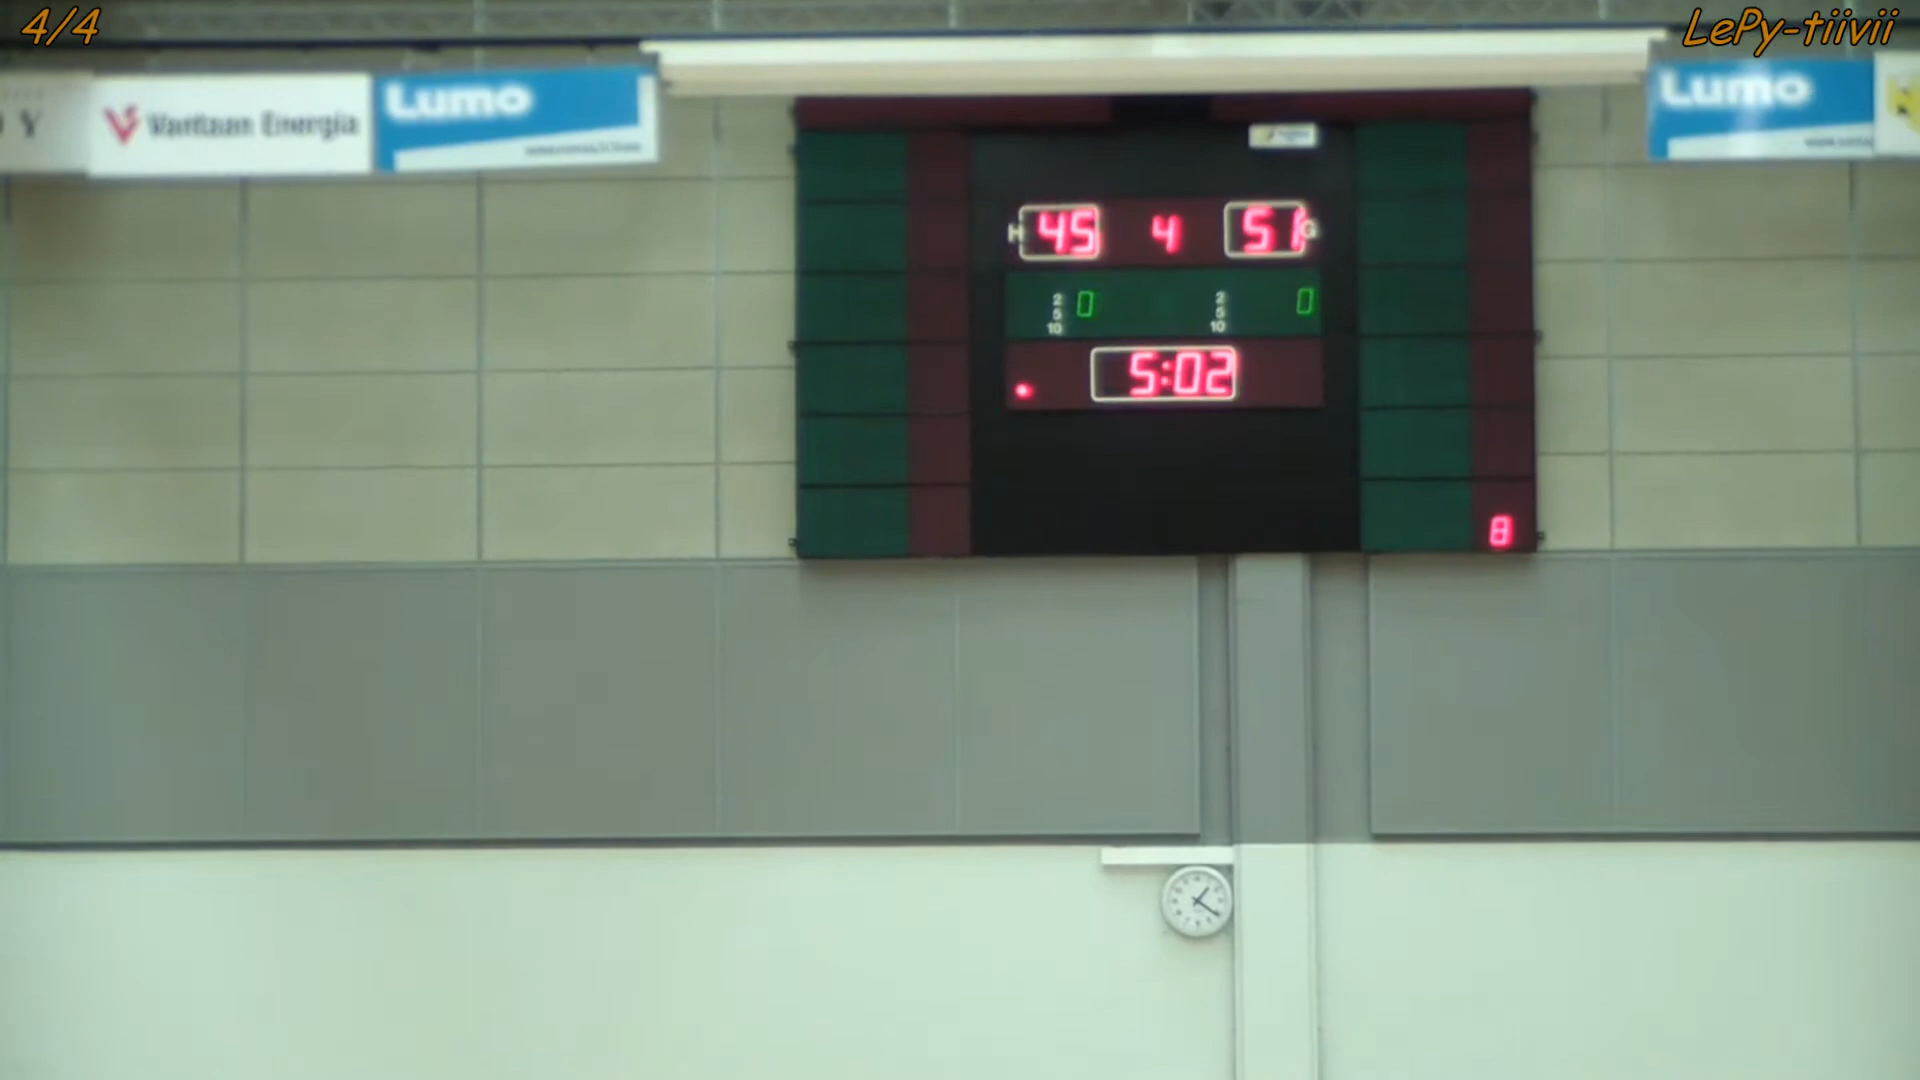 4/4
LePy-tiivii
Y
Vantaan Energia
Lumo
Lumo
H 45 4 51 G
2 0 2 0
5 5
10 10
5:02
8